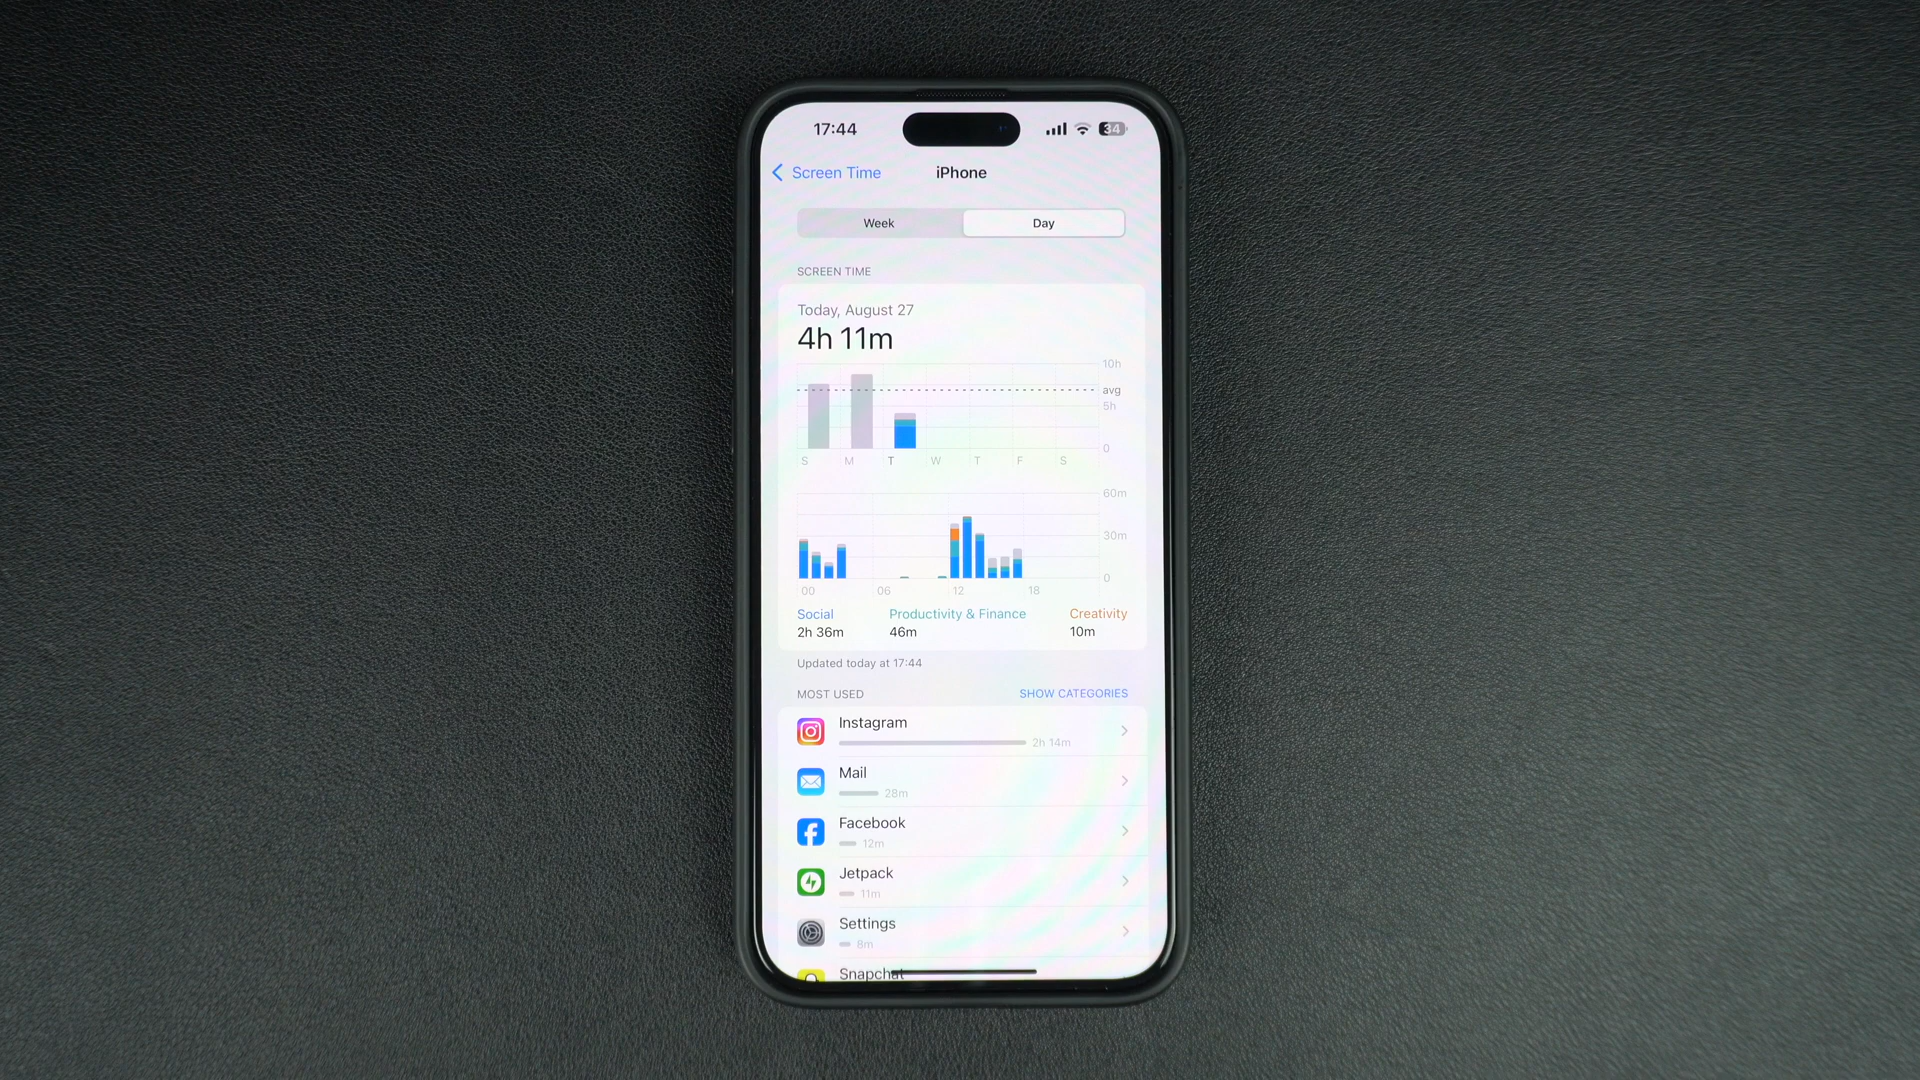 17:44 34
Screen Time iPhone
Week Day
SCREEN TIME
Today, August 27
4h 11m
10h
avg
5h
0
S M T W T F S
60m
30m
0
00 06 12 18
Social Productivity & Finance Creativity
2h 36m 46m 10m
Updated today at 17:44
MOST USED SHOW CATEGORIES
Instagram
2h 14m
Mail
28m
Facebook
12m
Jetpack
11m
Settings
8m
Snapchat